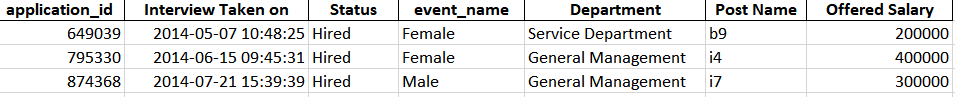 application_id Interview Taken on Status event_name Department Post Name Offered Salary
649039 2014-05-07 10:48:25 Hired Female Service Department b9 200000
795330 2014-06-15 09:45:31 Hired Female General Management i4 400000
874368 2014-07-21 15:39:39 Hired Male General Management i7 300000